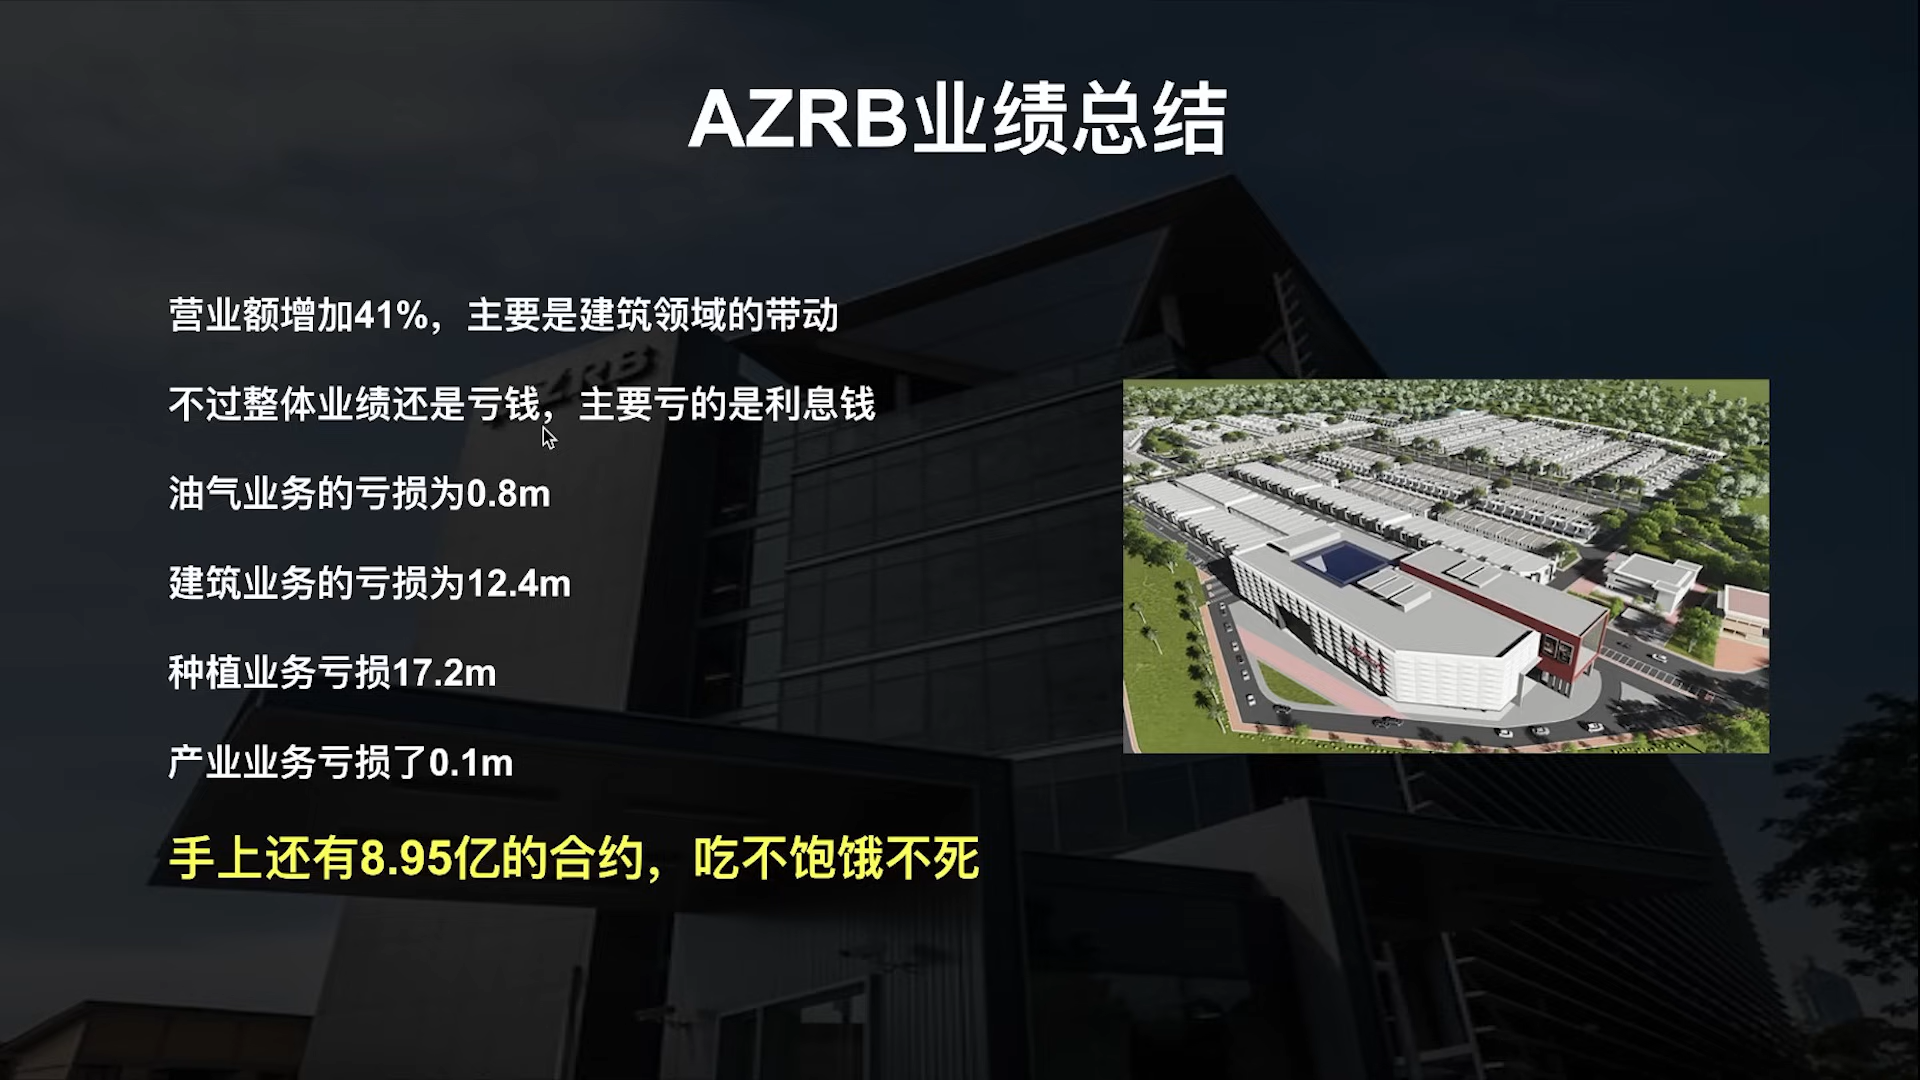 AZRB业绩总结
营业额增加41%，主要是建筑领域的带动
AZRB
不过整体业绩还是亏钱，主要亏的是利息钱
油气业务的亏损为0.8m
建筑业务的亏损为12.4m
种植业务亏损17.2m
产业业务亏损了0.1m
手上还有8.95亿的合约，吃不饱饿不死